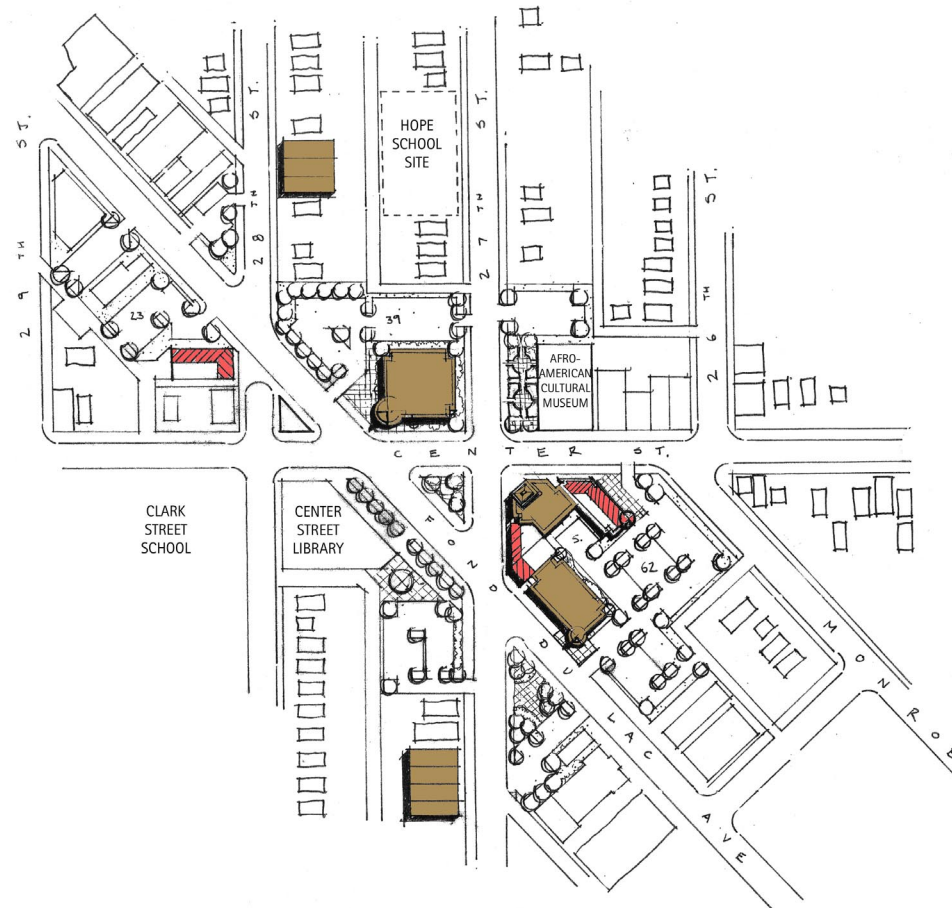 29TH ST.
28TH ST.
27TH ST.
26TH ST.
HOPE
SCHOOL
SITE
23
39
AFRO-
AMERICAN
CULTURAL
MUSEUM
CENTER ST.
CLARK
STREET
SCHOOL
CENTER
STREET
LIBRARY
S.
62
FOND DU LAC AVE
MONROE